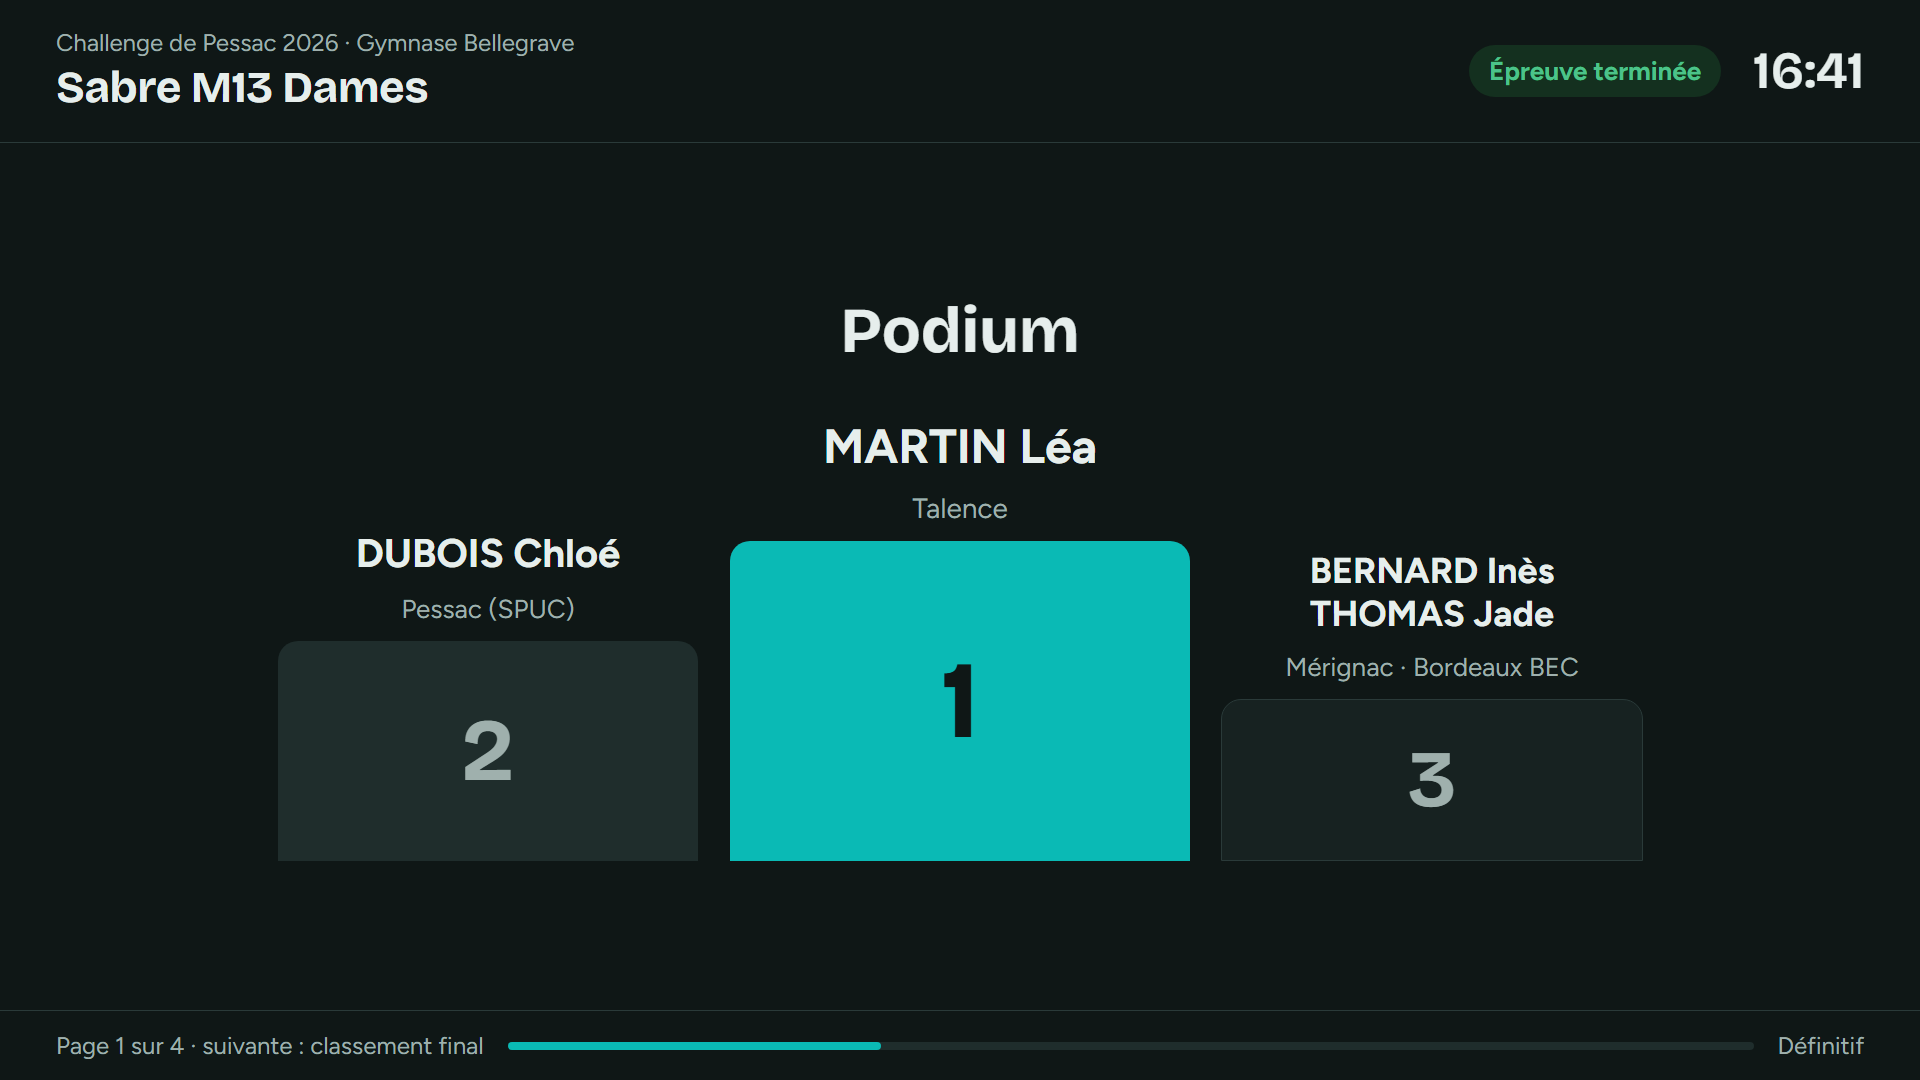 Challenge de Pessac 2026 · Gymnase Bellegrave
Sabre M13 Dames
Épreuve terminée
16:41
Podium
MARTIN Léa
Talence
1
DUBOIS Chloé
Pessac (SPUC)
2
BERNARD Inès
THOMAS Jade
Mérignac · Bordeaux BEC
3
Page 1 sur 4 · suivante : classement final
Définitif